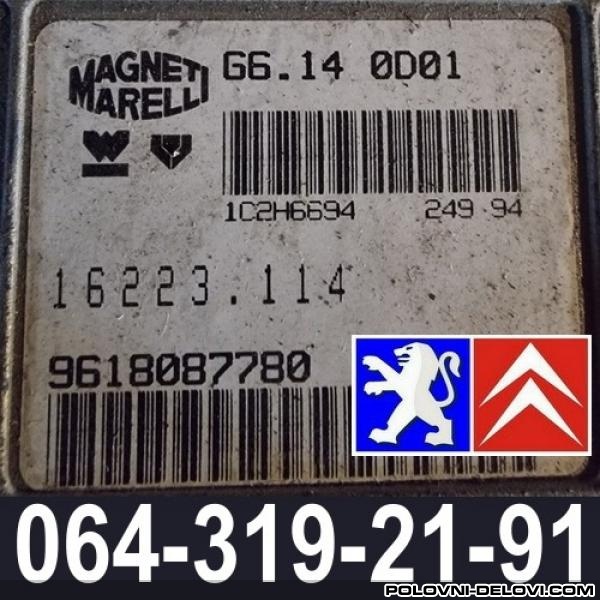 MAGNETI MARELLI
G6.14 0D01
1C2H6694 249 94
16223.114
9618087780
064-319-21-91
POLOVNI-DELOVI.COM